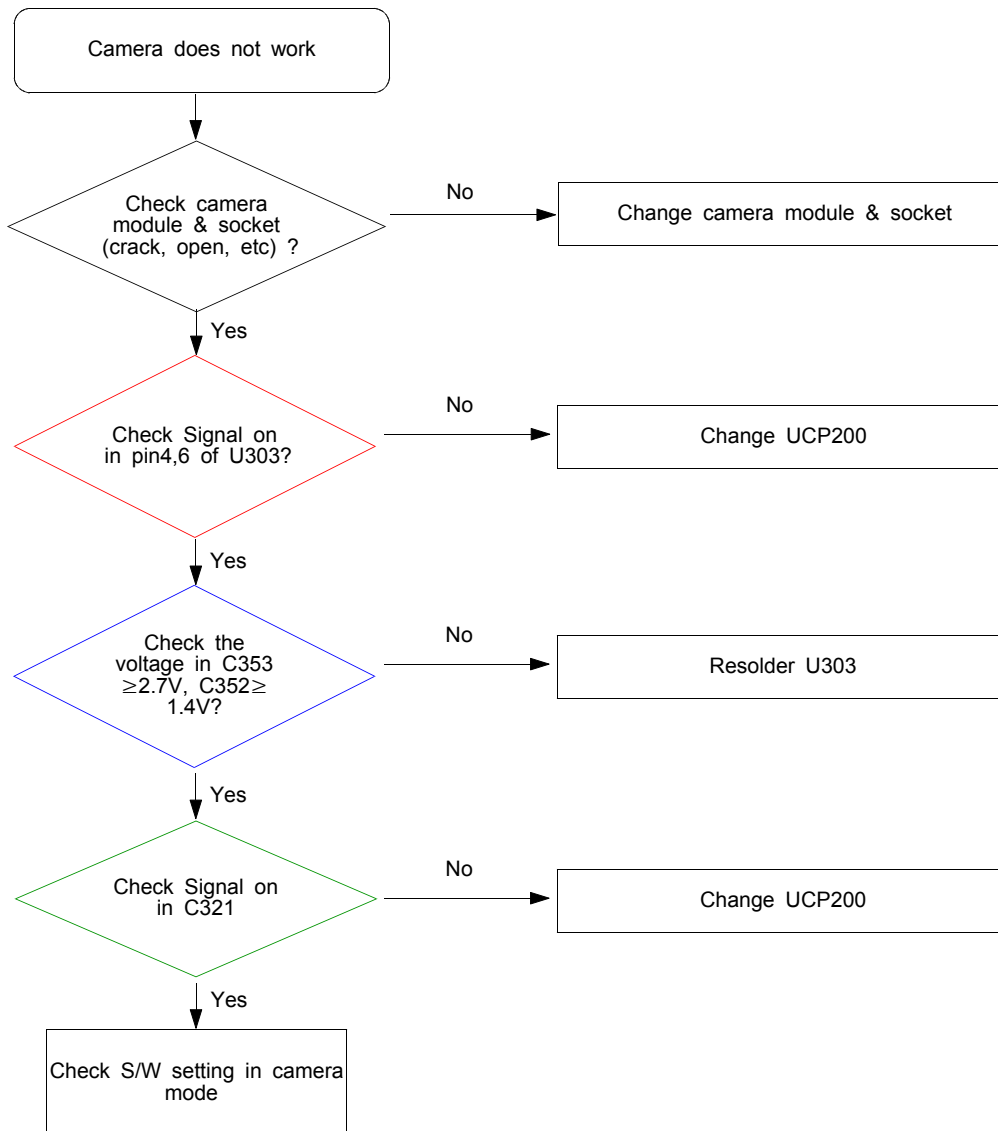 Camera does not work
Check camera
module & socket
(crack, open, etc) ?
No
Change camera module & socket
Yes
Check Signal on
in pin4,6 of U303?
No
Change UCP200
Yes
Check the
voltage in C353
≥2.7V, C352≥
1.4V?
No
Resolder U303
Yes
Check Signal on
in C321
No
Change UCP200
Yes
Check S/W setting in camera
mode